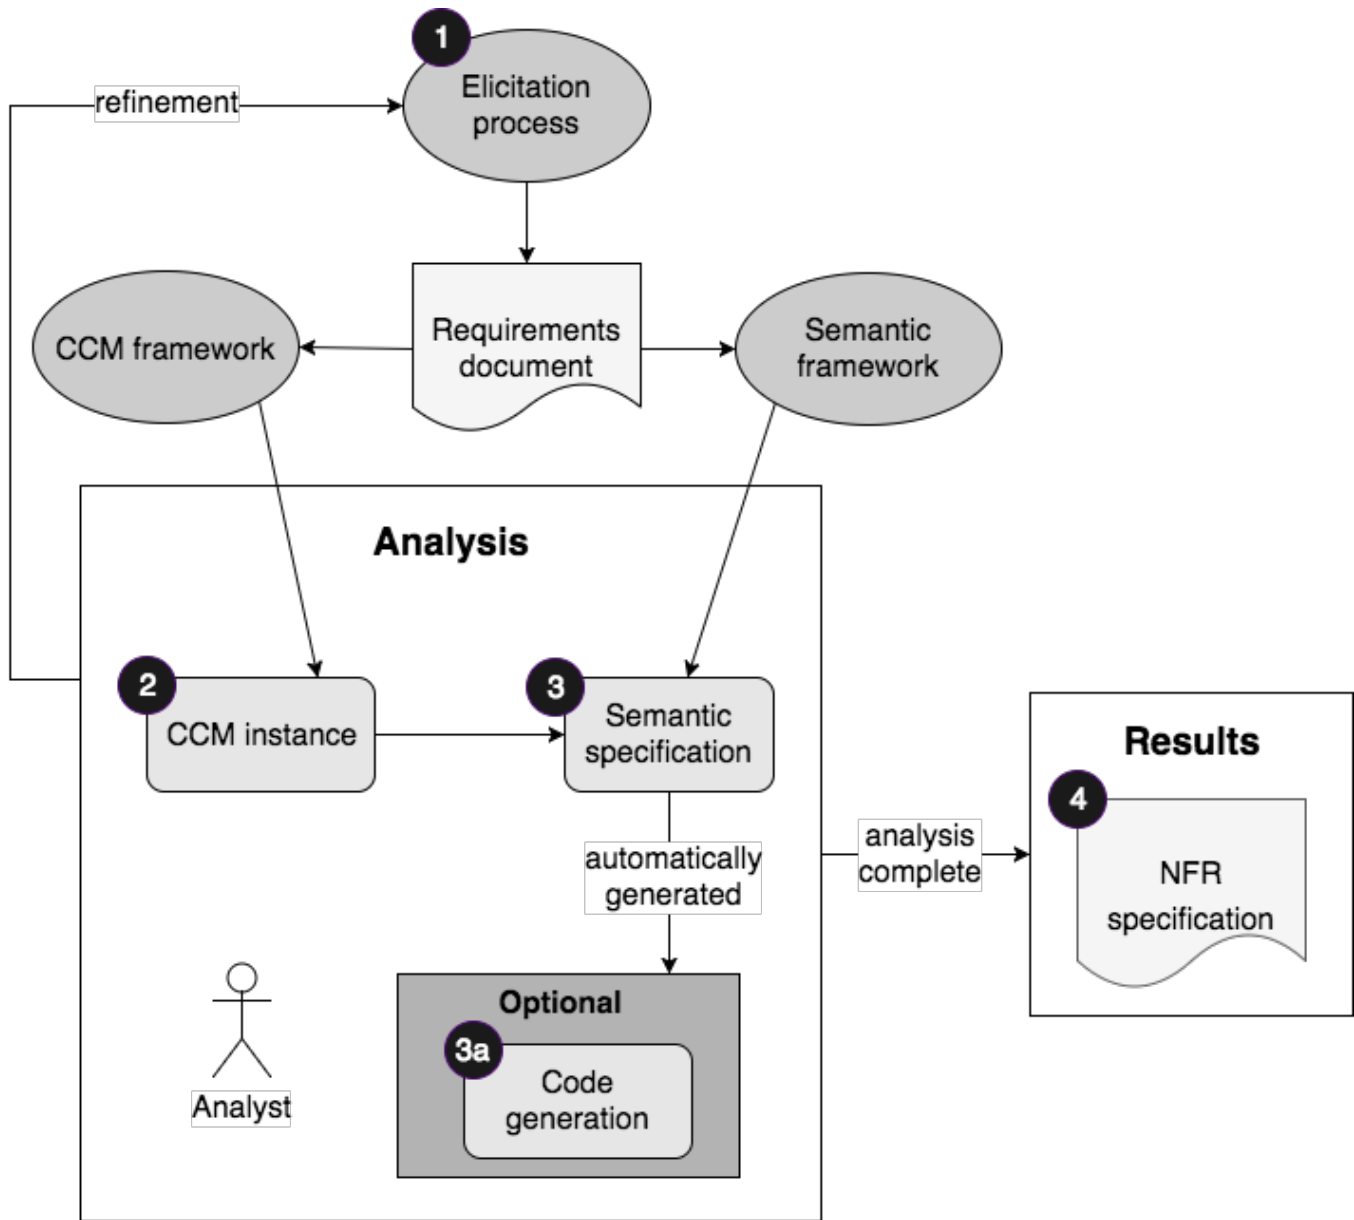 1
Elicitation
process
refinement
CCM framework
Requirements
document
Semantic
framework
Analysis
2
CCM instance
3
Semantic
specification
automatically
generated
analysis
complete
Results
4
NFR
specification
Optional
3a
Code
generation
Analyst